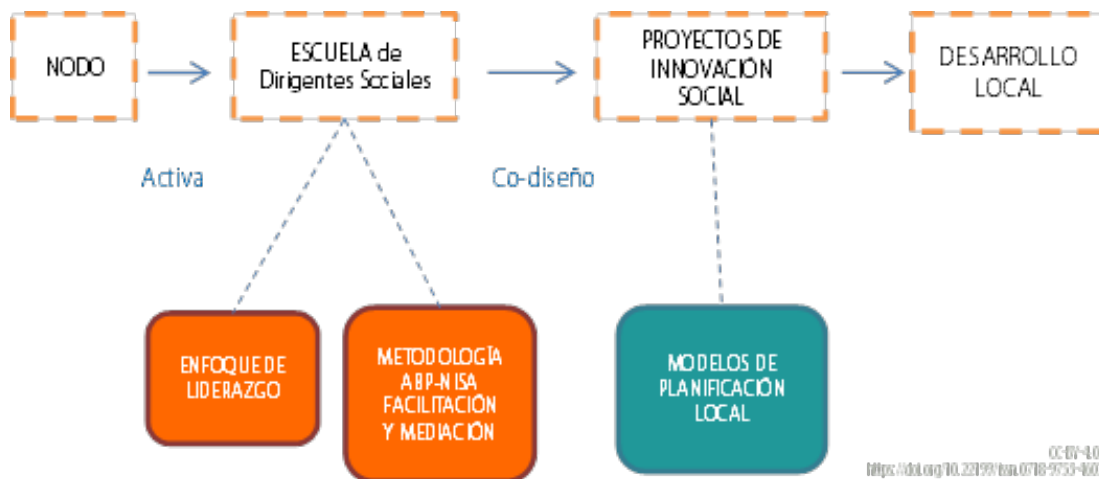 NODO
ESCUELA de
Dirigentes Sociales
PROYECTOS DE
INNOVACIÓN
SOCIAL
DESARROLLO
LOCAL
Activa
Co-diseño
ENFOQUE DE
LIDERAZGO
METODOLOGÍA
ABP-NISA
FACILITACIÓN
Y MEDIACIÓN
MODELOS DE
PLANIFICACIÓN
LOCAL
CC-BY-4.0